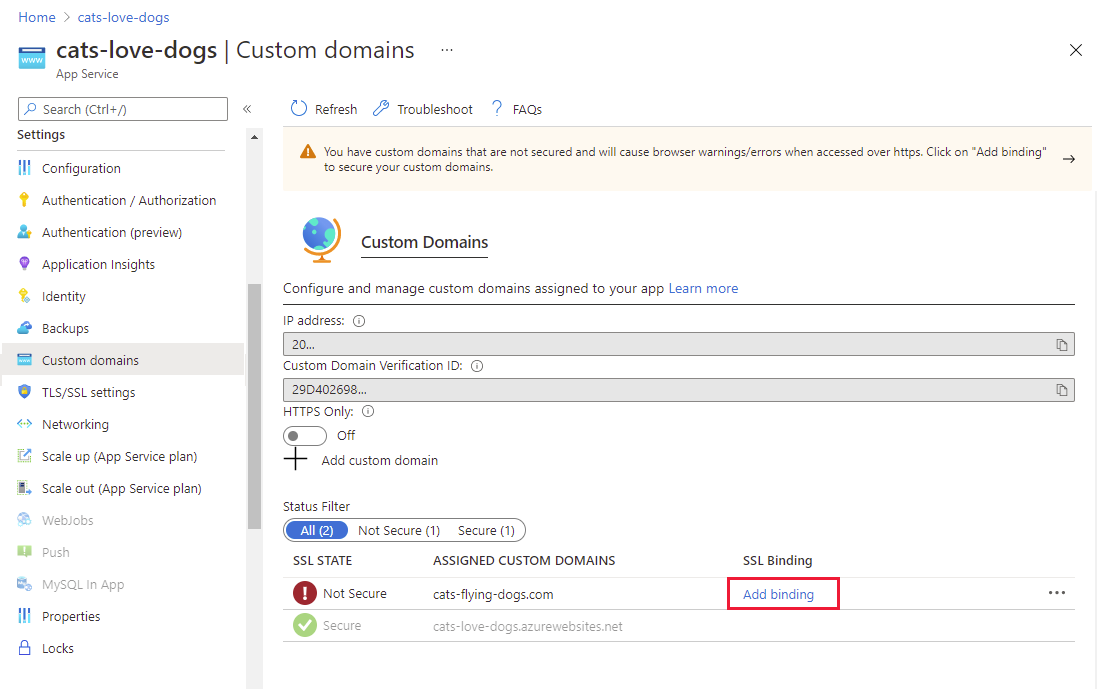 Home > cats-love-dogs
cats-love-dogs | Custom domains ...
App Service
Search (Ctrl+/)
«
Settings
Configuration
Authentication / Authorization
Authentication (preview)
Application Insights
Identity
Backups
Custom domains
TLS/SSL settings
Networking
Scale up (App Service plan)
Scale out (App Service plan)
WebJobs
Push
MySQL In App
Properties
Locks
Refresh Troubleshoot FAQs
You have custom domains that are not secured and will cause browser warnings/errors when accessed over https. Click on "Add binding"
to secure your custom domains.
Custom Domains
Configure and manage custom domains assigned to your app Learn more
IP address:
20...
Custom Domain Verification ID:
29D402698...
HTTPS Only:
Off
Add custom domain
Status Filter
All (2) Not Secure (1) Secure (1)
SSL STATE ASSIGNED CUSTOM DOMAINS SSL Binding
Not Secure cats-flying-dogs.com Add binding ...
Secure cats-love-dogs.azurewebsites.net